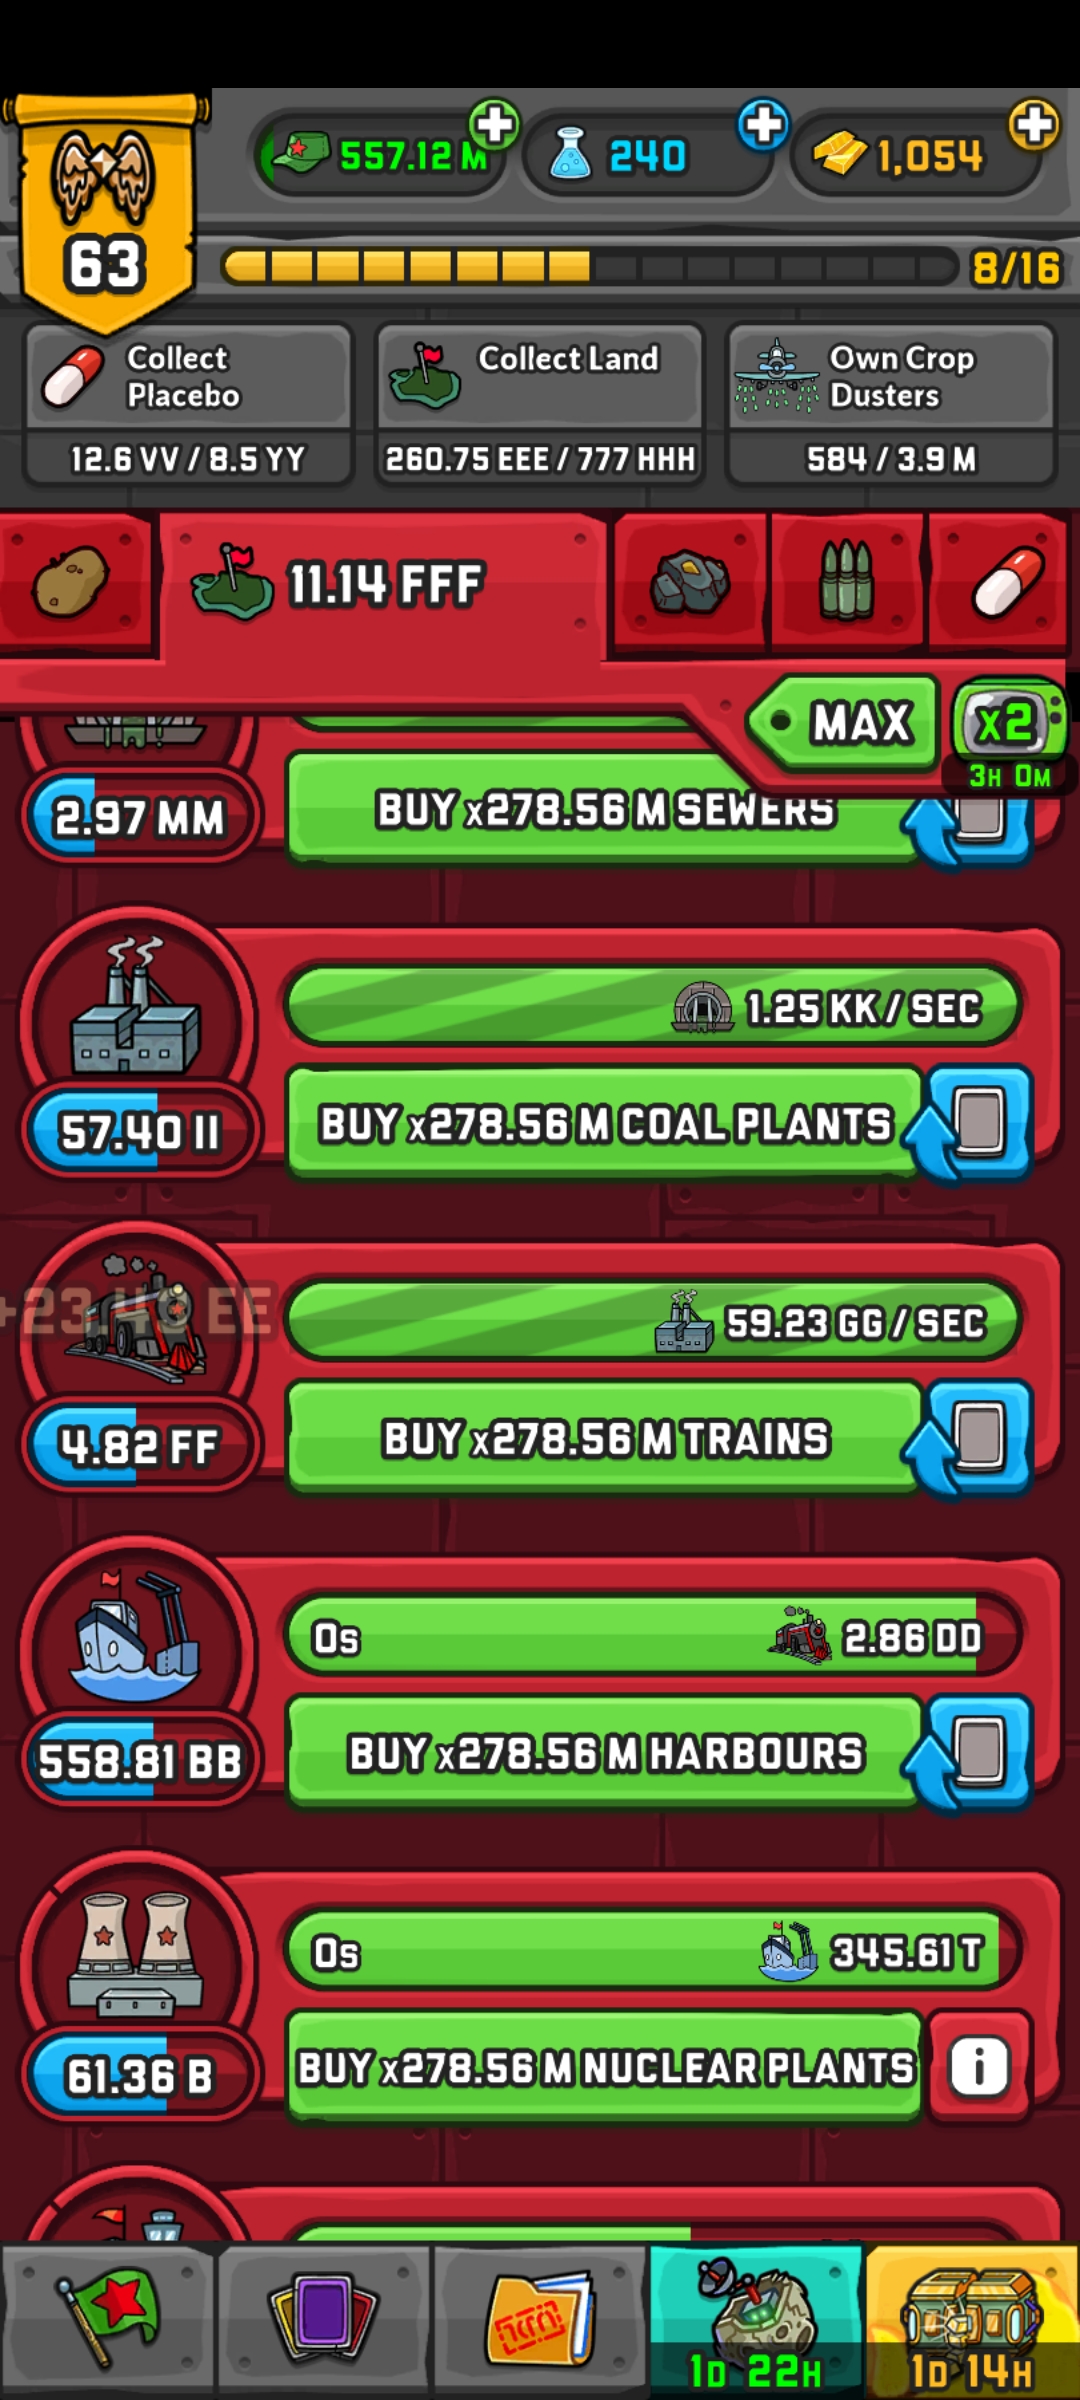 557.12 M
240
1,054
63
8/16
Collect
Placebo
12.6 VV / 8.5 YY
Collect Land
260.75 EEE / 777 HHH
Own Crop
Dusters
584 / 3.9 M
11.14 FFF
MAX
x2
3H 0M
2.97 MM
BUY x278.56 M SEWERS
1.25 KK / SEC
57.40 II
BUY x278.56 M COAL PLANTS
+23.43 EE
59.23 GG / SEC
4.82 FF
BUY x278.56 M TRAINS
0s
2.86 DD
558.81 BB
BUY x278.56 M HARBOURS
0s
345.61 T
61.36 B
BUY x278.56 M NUCLEAR PLANTS
i
1D 22H
1D 14H